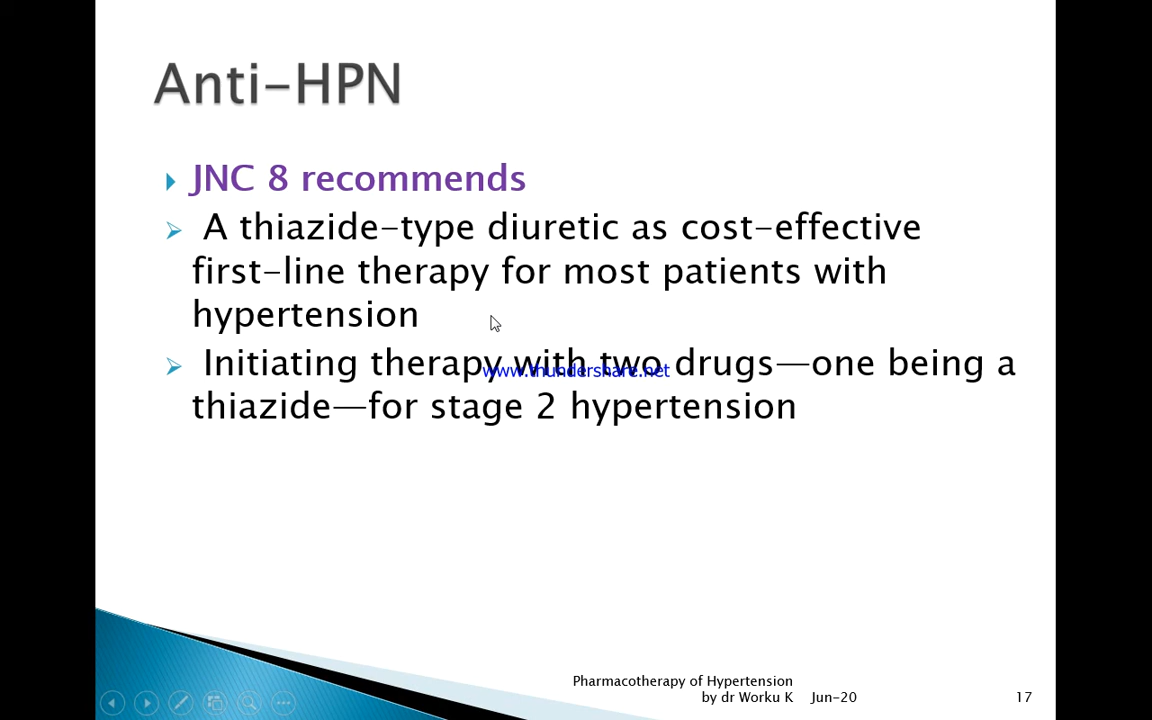 Anti-HPN
JNC 8 recommends
A thiazide-type diuretic as cost-effective
first-line therapy for most patients with
hypertension
Initiating therapy with two drugs—one being a
www.thundershare.net
thiazide—for stage 2 hypertension
Pharmacotherapy of Hypertension
by dr Worku K Jun-20 17